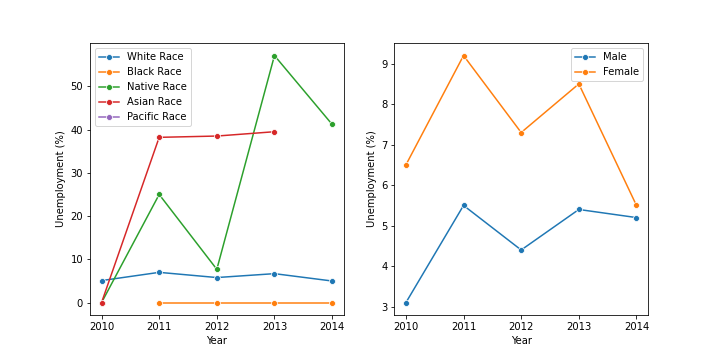 White Race
Black Race
Native Race
Asian Race
Pacific Race
50
40
30
20
10
0
Unemployment (%)
2010 2011 2012 2013 2014
Year
Male
Female
9
8
7
6
5
4
3
Unemployment (%)
2010 2011 2012 2013 2014
Year